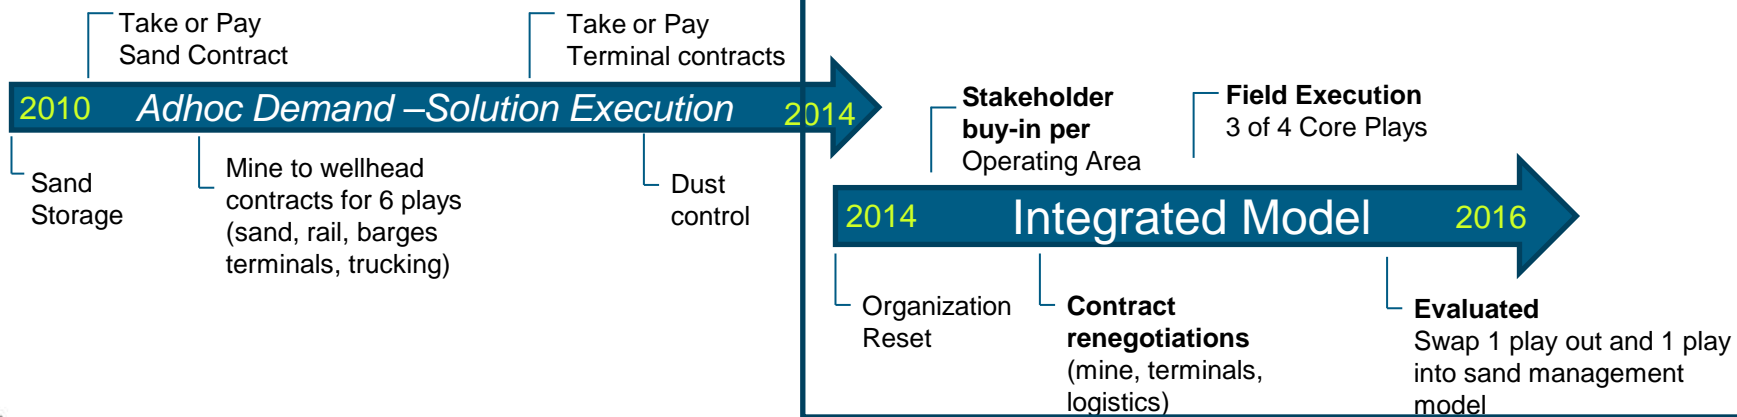 Take or Pay
Sand Contract
Take or Pay
Terminal contracts
2010 Adhoc Demand –Solution Execution 2014
Sand
Storage
Mine to wellhead
contracts for 6 plays
(sand, rail, barges
terminals, trucking)
Dust
control
Stakeholder
buy-in per
Operating Area
Field Execution
3 of 4 Core Plays
2014 Integrated Model 2016
Organization
Reset
Contract
renegotiations
(mine, terminals,
logistics)
Evaluated
Swap 1 play out and 1 play
into sand management
model